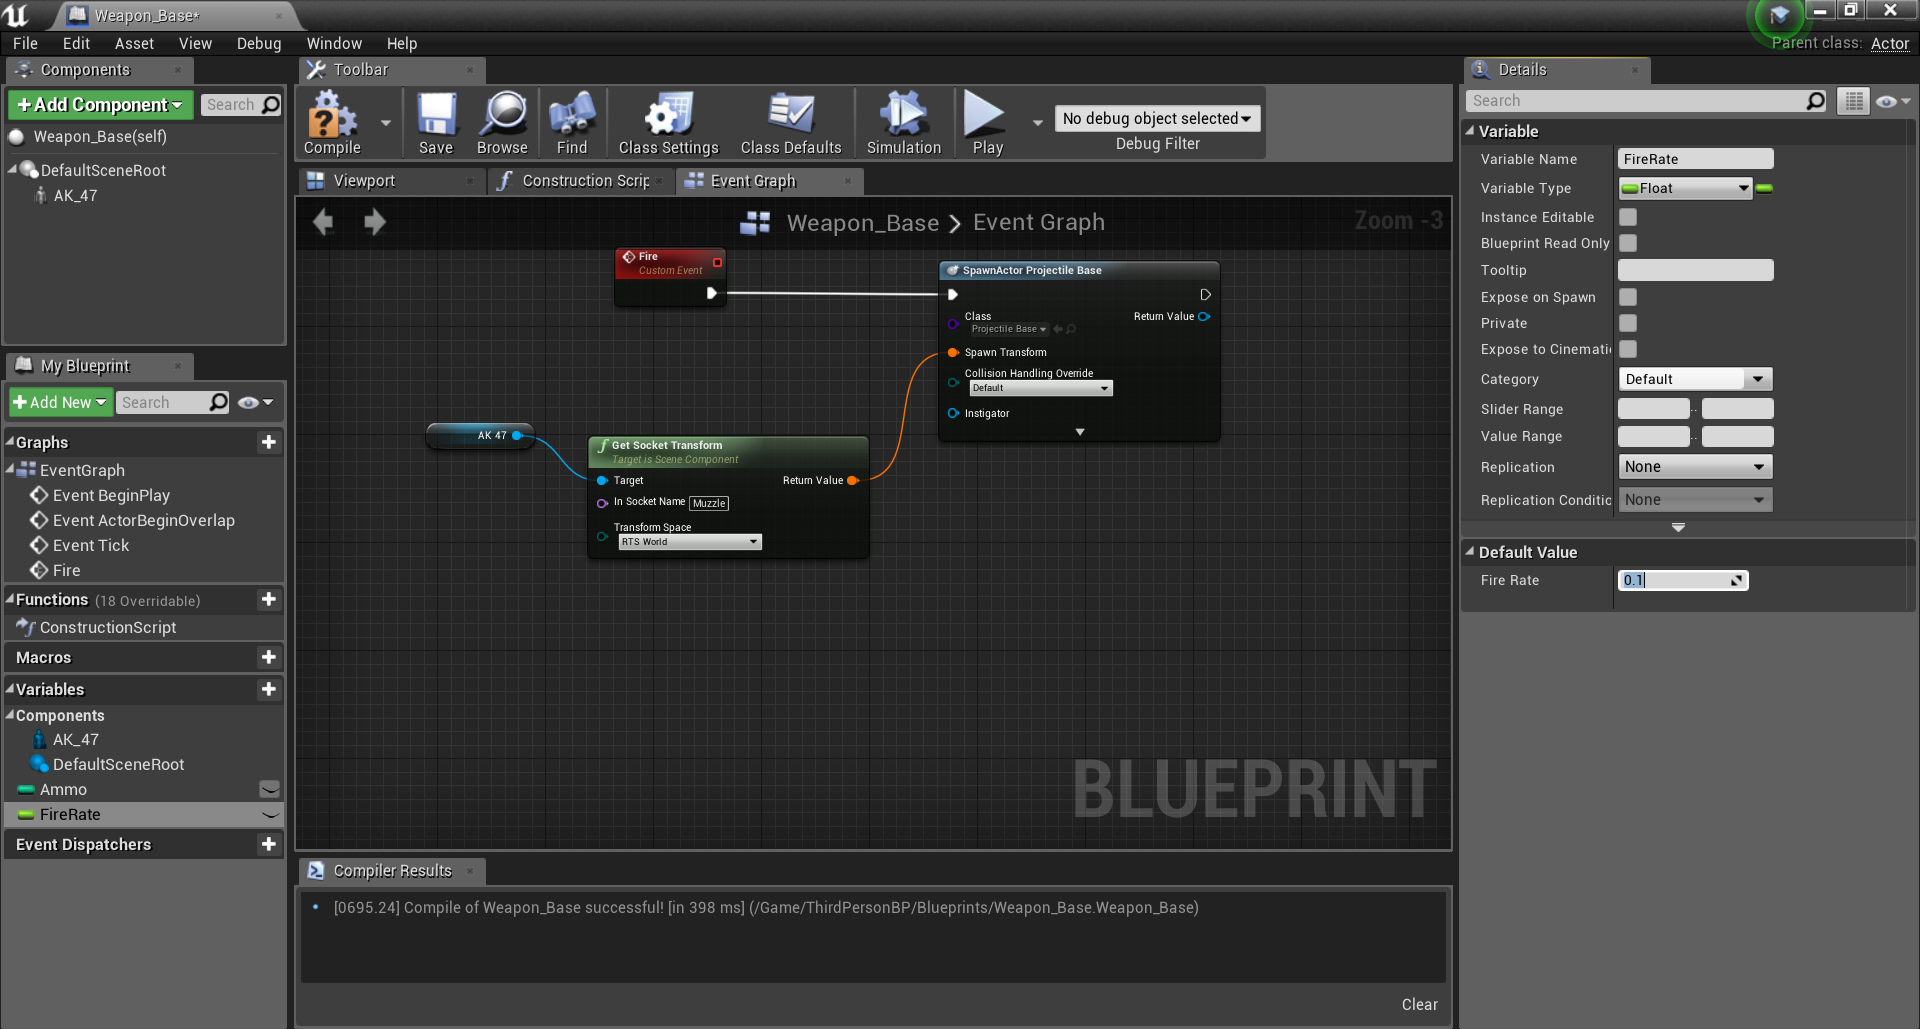 Weapon_Base*
File Edit Asset View Debug Window Help
Parent class: Actor
Components
Add Component
Search
Weapon_Base(self)
DefaultSceneRoot
AK_47
My Blueprint
Add New
Search
Graphs
EventGraph
Event BeginPlay
Event ActorBeginOverlap
Event Tick
Fire
Functions (18 Overridable)
ConstructionScript
Macros
Variables
Components
AK_47
DefaultSceneRoot
Ammo
FireRate
Event Dispatchers
Toolbar
Compile
Save
Browse
Find
Class Settings
Class Defaults
Simulation
Play
No debug object selected
Debug Filter
Viewport
Construction Scrip
Event Graph
Weapon_Base > Event Graph
Zoom -3
Fire
Custom Event
SpawnActor Projectile Base
Class
Projectile Base
Return Value
Spawn Transform
Collision Handling Override
Default
Instigator
AK 47
Get Socket Transform
Target is Scene Component
Target
Return Value
In Socket Name Muzzle
Transform Space
RTS World
BLUEPRINT
Compiler Results
[0695.24] Compile of Weapon_Base successful! [in 398 ms] (/Game/ThirdPersonBP/Blueprints/Weapon_Base.Weapon_Base)
Clear
Details
Search
Variable
Variable Name FireRate
Variable Type Float
Instance Editable
Blueprint Read Only
Tooltip
Expose on Spawn
Private
Expose to Cinemati
Category Default
Slider Range ..
Value Range ..
Replication None
Replication Conditic None
Default Value
Fire Rate 0.1